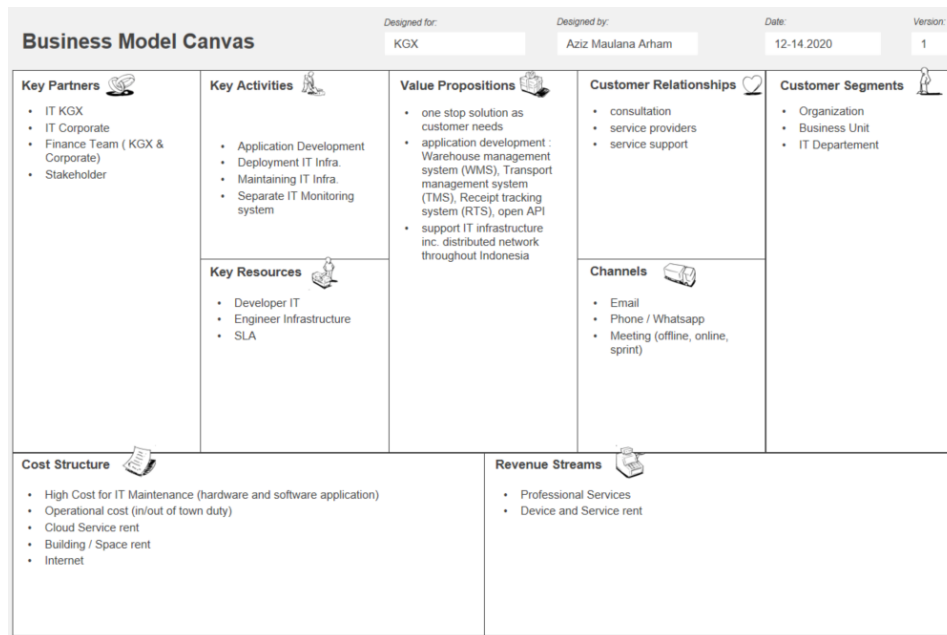 Designed for:
Designed by:
Date:
Version:
Business Model Canvas
KGX
Aziz Maulana Arham
12-14.2020
1
Key Partners
• IT KGX
• IT Corporate
• Finance Team ( KGX &
Corporate)
• Stakeholder
Key Activities
• Application Development
• Deployment IT Infra.
• Maintaining IT Infra.
• Separate IT Monitoring
system
Key Resources
• Developer IT
• Engineer Infrastructure
• SLA
Value Propositions
• one stop solution as
customer needs
• application development :
Warehouse management
system (WMS), Transport
management system
(TMS), Receipt tracking
system (RTS), open API
• support IT infrastructure
inc. distributed network
throughout Indonesia
Customer Relationships
• consultation
• service providers
• service support
Channels
• Email
• Phone / Whatsapp
• Meeting (offline, online,
sprint)
Customer Segments
• Organization
• Business Unit
• IT Departement
Cost Structure
• High Cost for IT Maintenance (hardware and software application)
• Operational cost (in/out of town duty)
• Cloud Service rent
• Building / Space rent
• Internet
Revenue Streams
• Professional Services
• Device and Service rent